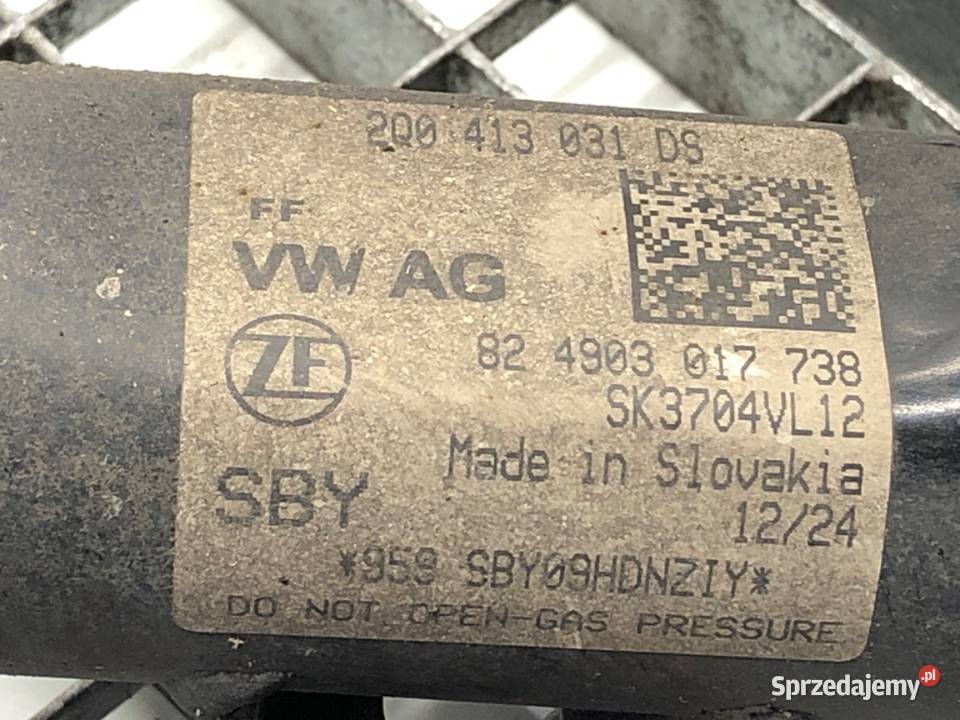 2Q0 413 031 DS
FF
VW AG
ZF
82 4903 017 738
SK3704VL12
Made in Slovakia
SBY
12/24
*959 SBY09HDNZIY*
DO NOT OPEN-GAS PRESSURE
Sprzedajemy.pl